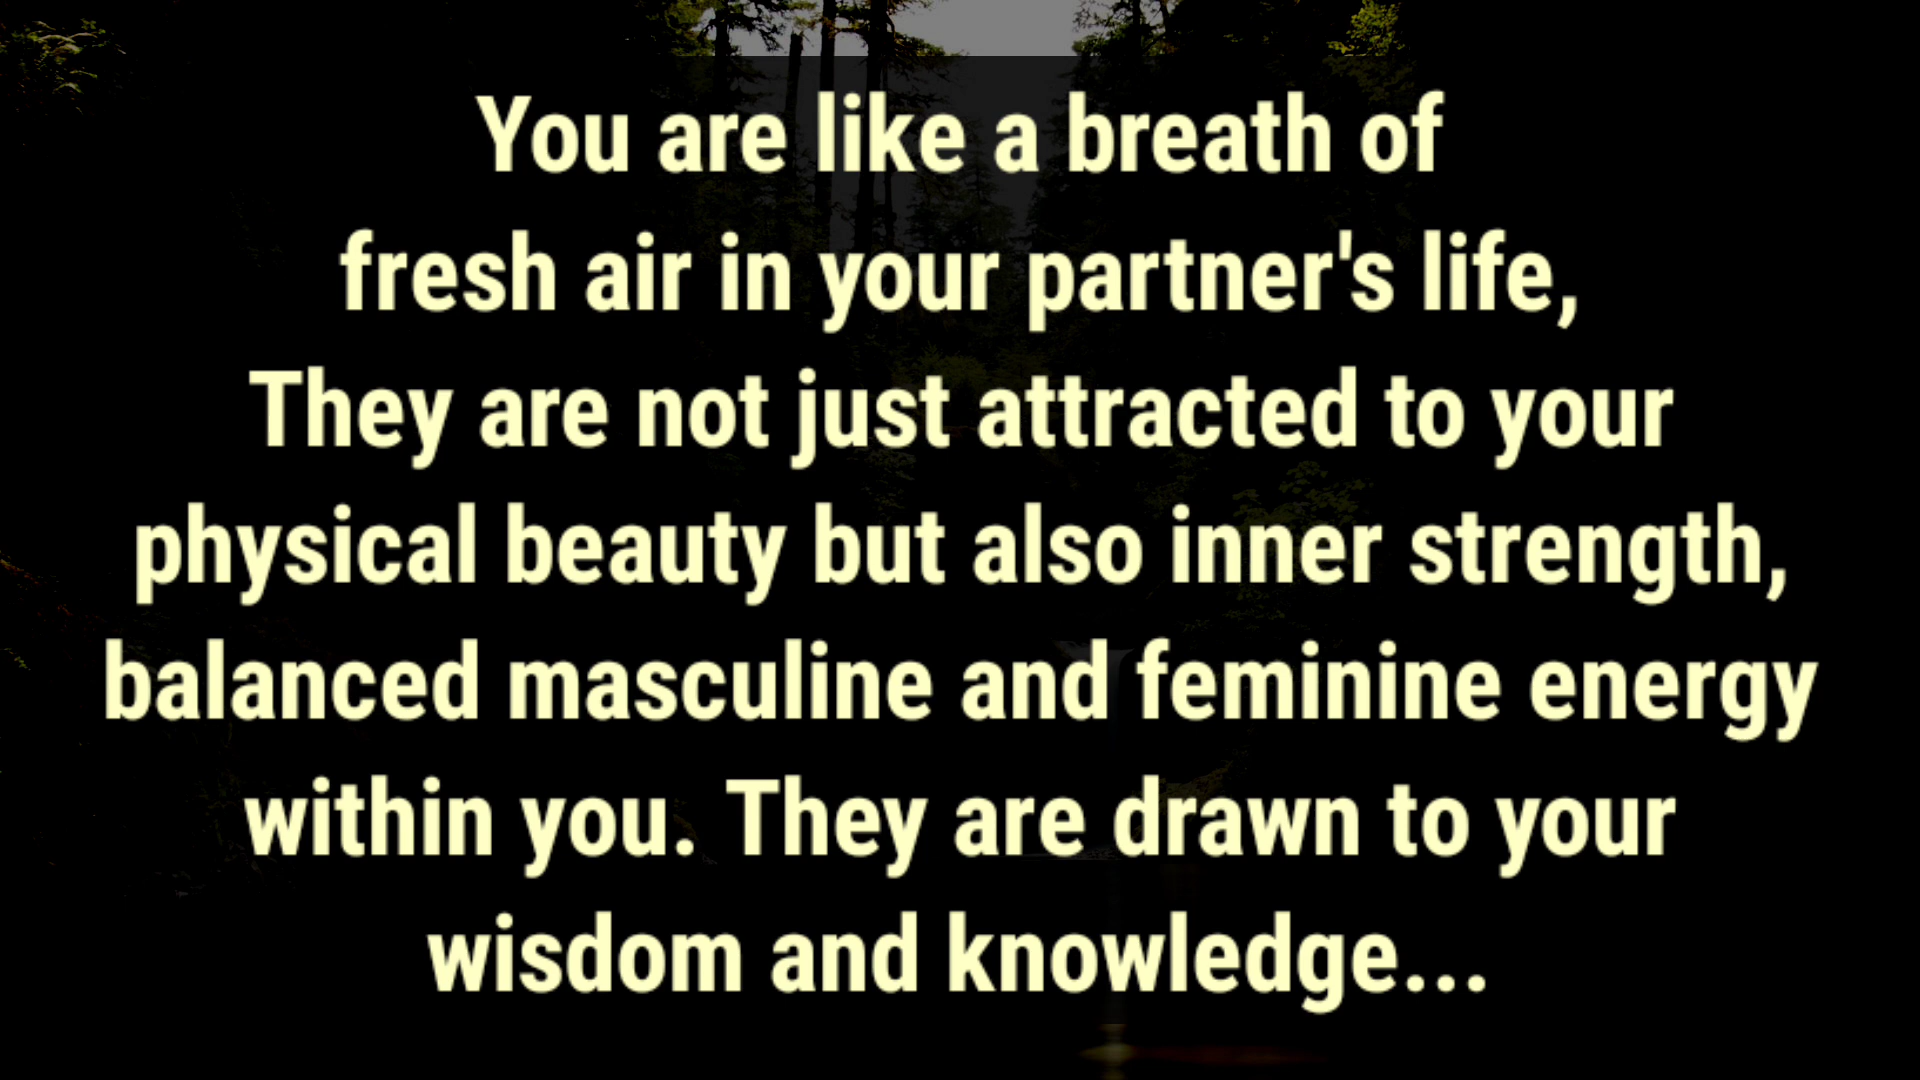 You are like a breath of
fresh air in your partner's life,
They are not just attracted to your
physical beauty but also inner strength,
balanced masculine and feminine energy
within you. They are drawn to your
wisdom and knowledge...